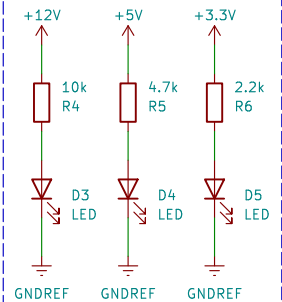 +12V +5V +3.3V
10k 4.7k 2.2k
R4 R5 R6
D3 D4 D5
LED LED LED
GNDREF GNDREF GNDREF